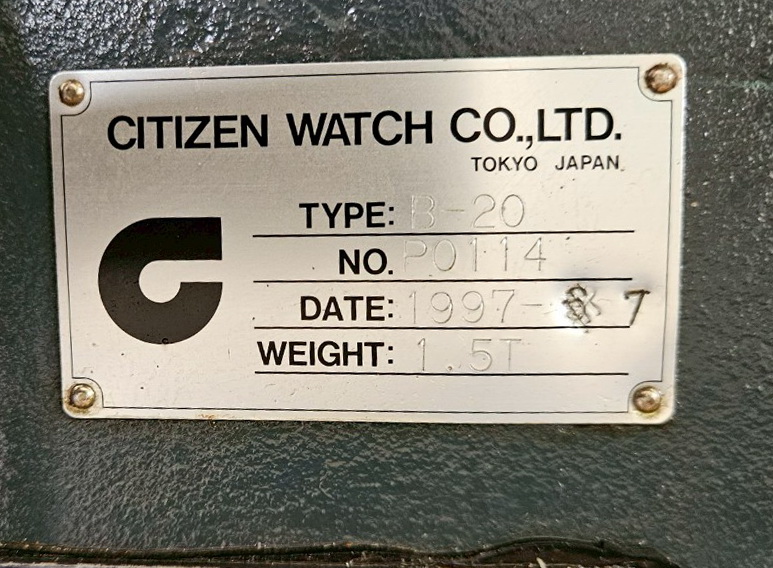 CITIZEN WATCH CO.,LTD.
TOKYO JAPAN.
TYPE: B-20
NO. P0114
DATE: 1997- 7
WEIGHT: 1.5T